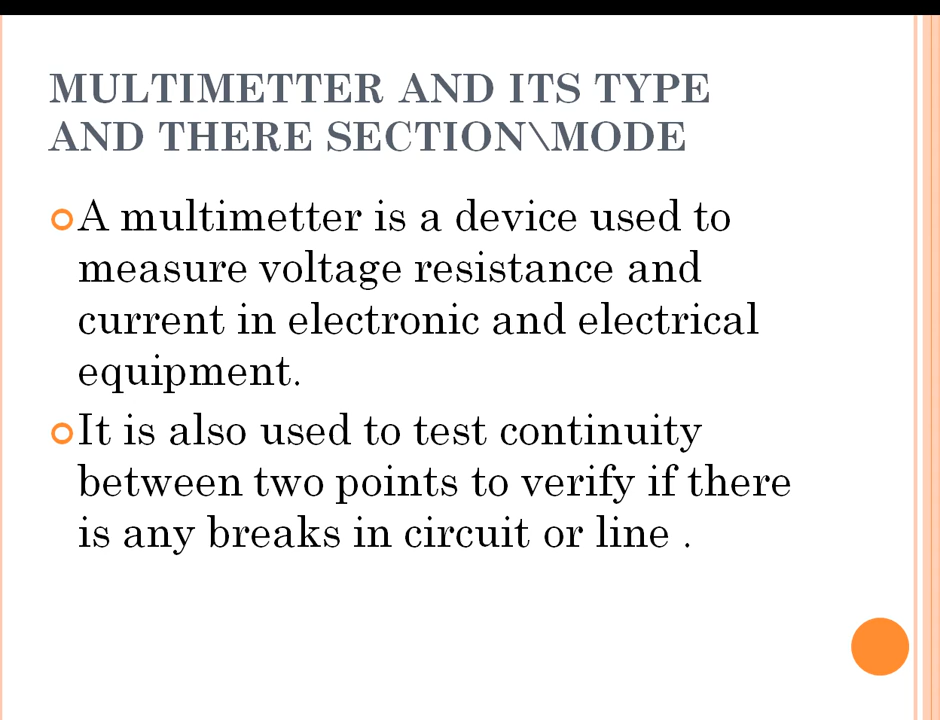 MULTIMETTER AND ITS TYPE
AND THERE SECTION\MODE
A multimetter is a device used to
measure voltage resistance and
current in electronic and electrical
equipment.
It is also used to test continuity
between two points to verify if there
is any breaks in circuit or line .